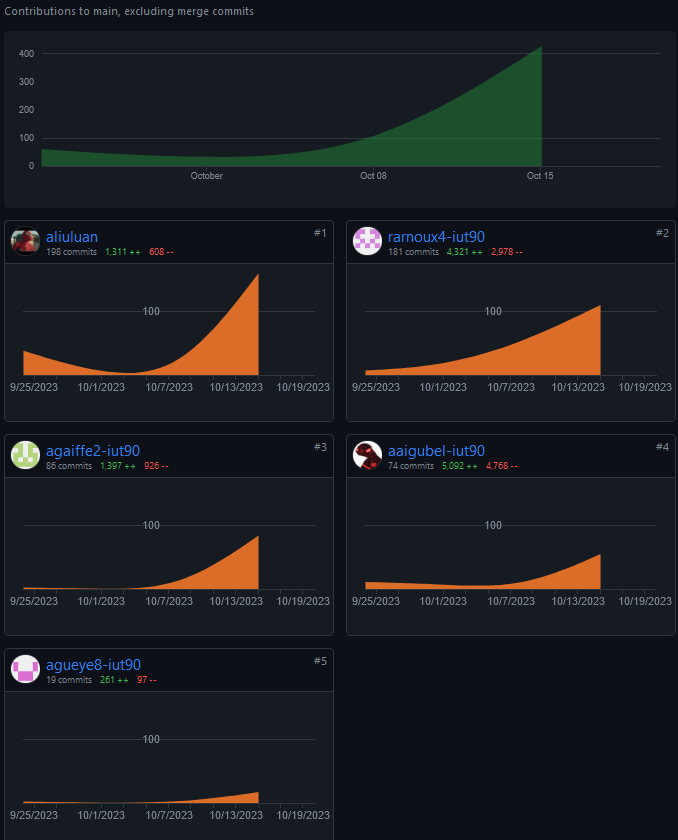 Contributions to main, excluding merge commits
400
300
200
100
0
October Oct 08 Oct 15
aliuluan #1
198 commits 1,311 ++ 608 --
100
9/25/2023 10/1/2023 10/7/2023 10/13/2023 10/19/2023
rarnoux4-iut90 #2
181 commits 4,321 ++ 2,978 --
100
9/25/2023 10/1/2023 10/7/2023 10/13/2023 10/19/2023
agaiffe2-iut90 #3
86 commits 1,397 ++ 926 --
100
9/25/2023 10/1/2023 10/7/2023 10/13/2023 10/19/2023
aaigubel-iut90 #4
74 commits 5,092 ++ 4,768 --
100
9/25/2023 10/1/2023 10/7/2023 10/13/2023 10/19/2023
agueye8-iut90 #5
19 commits 261 ++ 97 --
100
9/25/2023 10/1/2023 10/7/2023 10/13/2023 10/19/2023